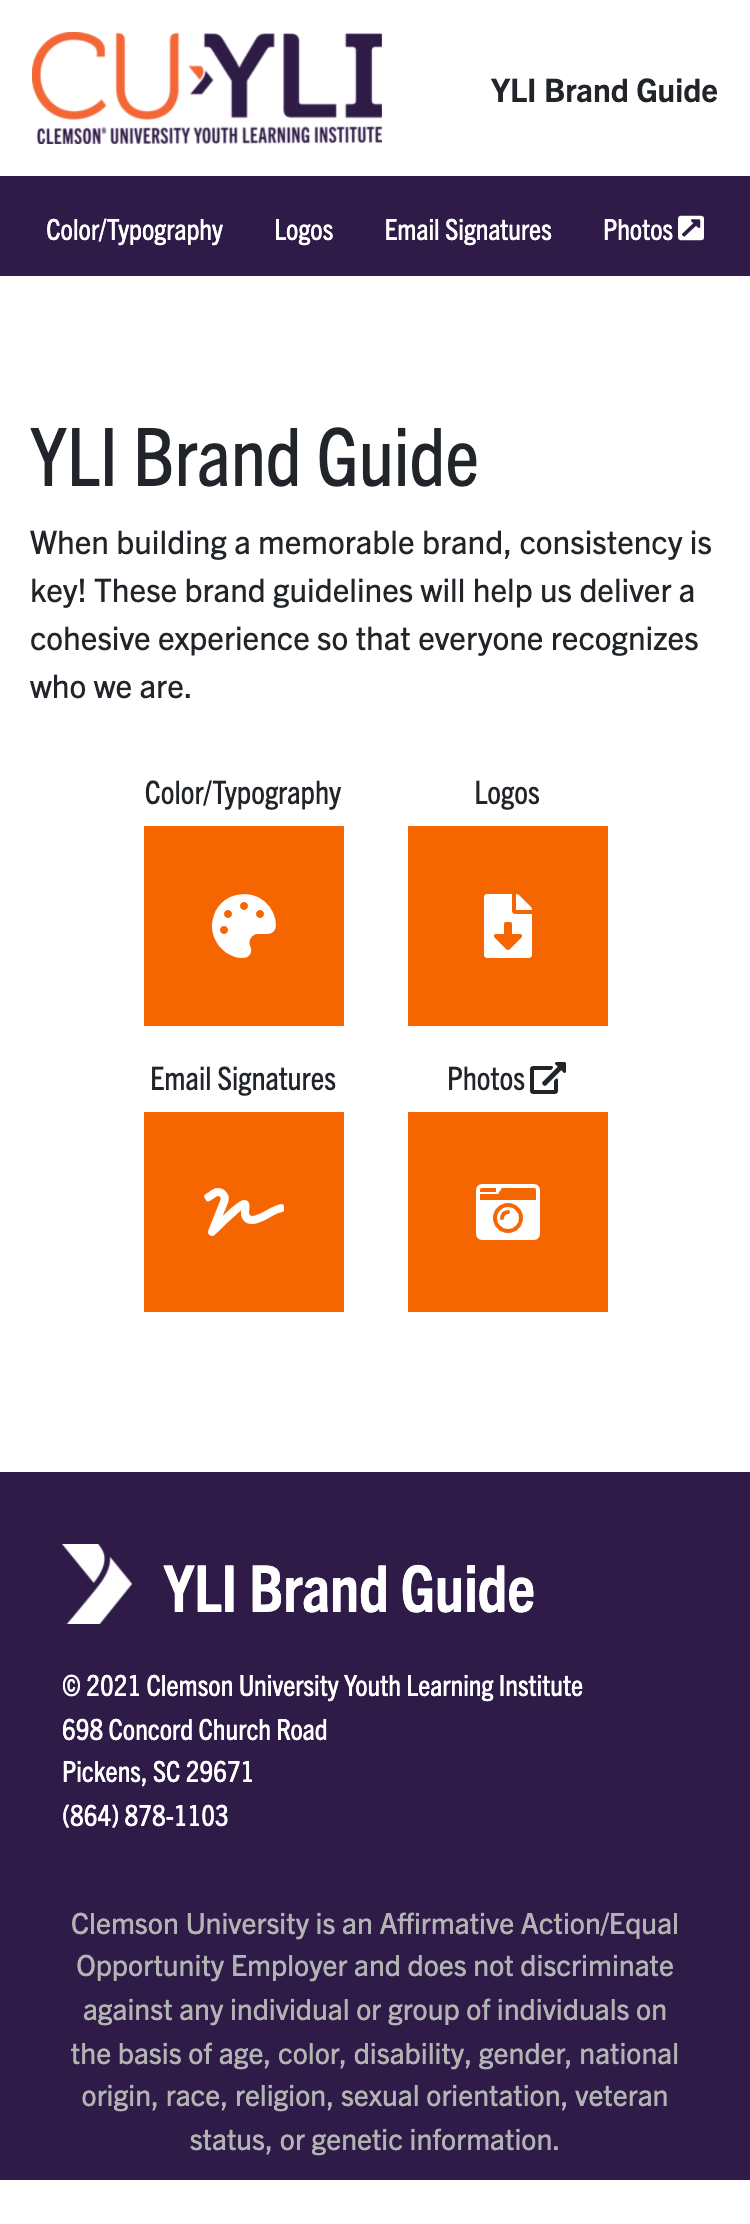 CU YLI
CLEMSON® UNIVERSITY YOUTH LEARNING INSTITUTE
YLI Brand Guide
Color/Typography Logos Email Signatures Photos
YLI Brand Guide
When building a memorable brand, consistency is
key! These brand guidelines will help us deliver a
cohesive experience so that everyone recognizes
who we are.
Color/Typography Logos
Email Signatures Photos
YLI Brand Guide
© 2021 Clemson University Youth Learning Institute
698 Concord Church Road
Pickens, SC 29671
(864) 878-1103
Clemson University is an Affirmative Action/Equal
Opportunity Employer and does not discriminate
against any individual or group of individuals on
the basis of age, color, disability, gender, national
origin, race, religion, sexual orientation, veteran
status, or genetic information.